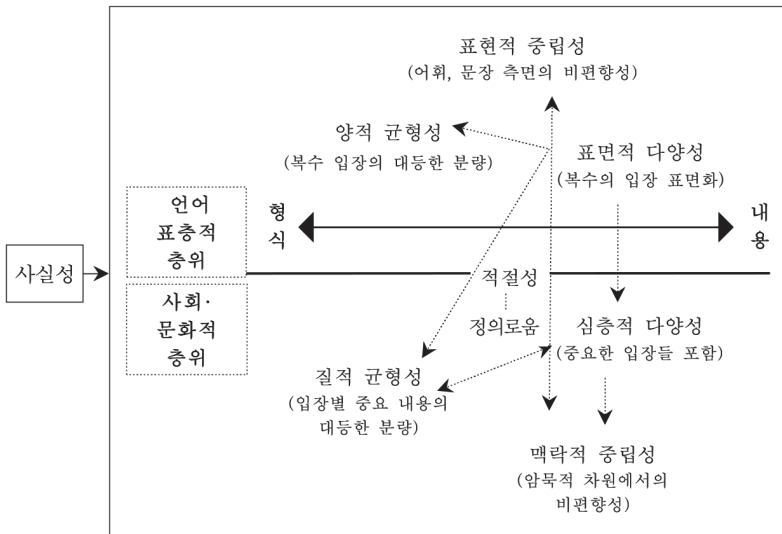 표현적 중립성
(어휘, 문장 측면의 비편향성)
양적 균형성
(복수 입장의 대등한 분량)
표면적 다양성
(복수의 입장 표면화)
언어
표층적
층위
형
식
내
용
사실성
적절성
정의로움
사회·
문화적
층위
심층적 다양성
(중요한 입장들 포함)
질적 균형성
(입장별 중요 내용의
대등한 분량)
맥락적 중립성
(암묵적 차원에서의
비편향성)